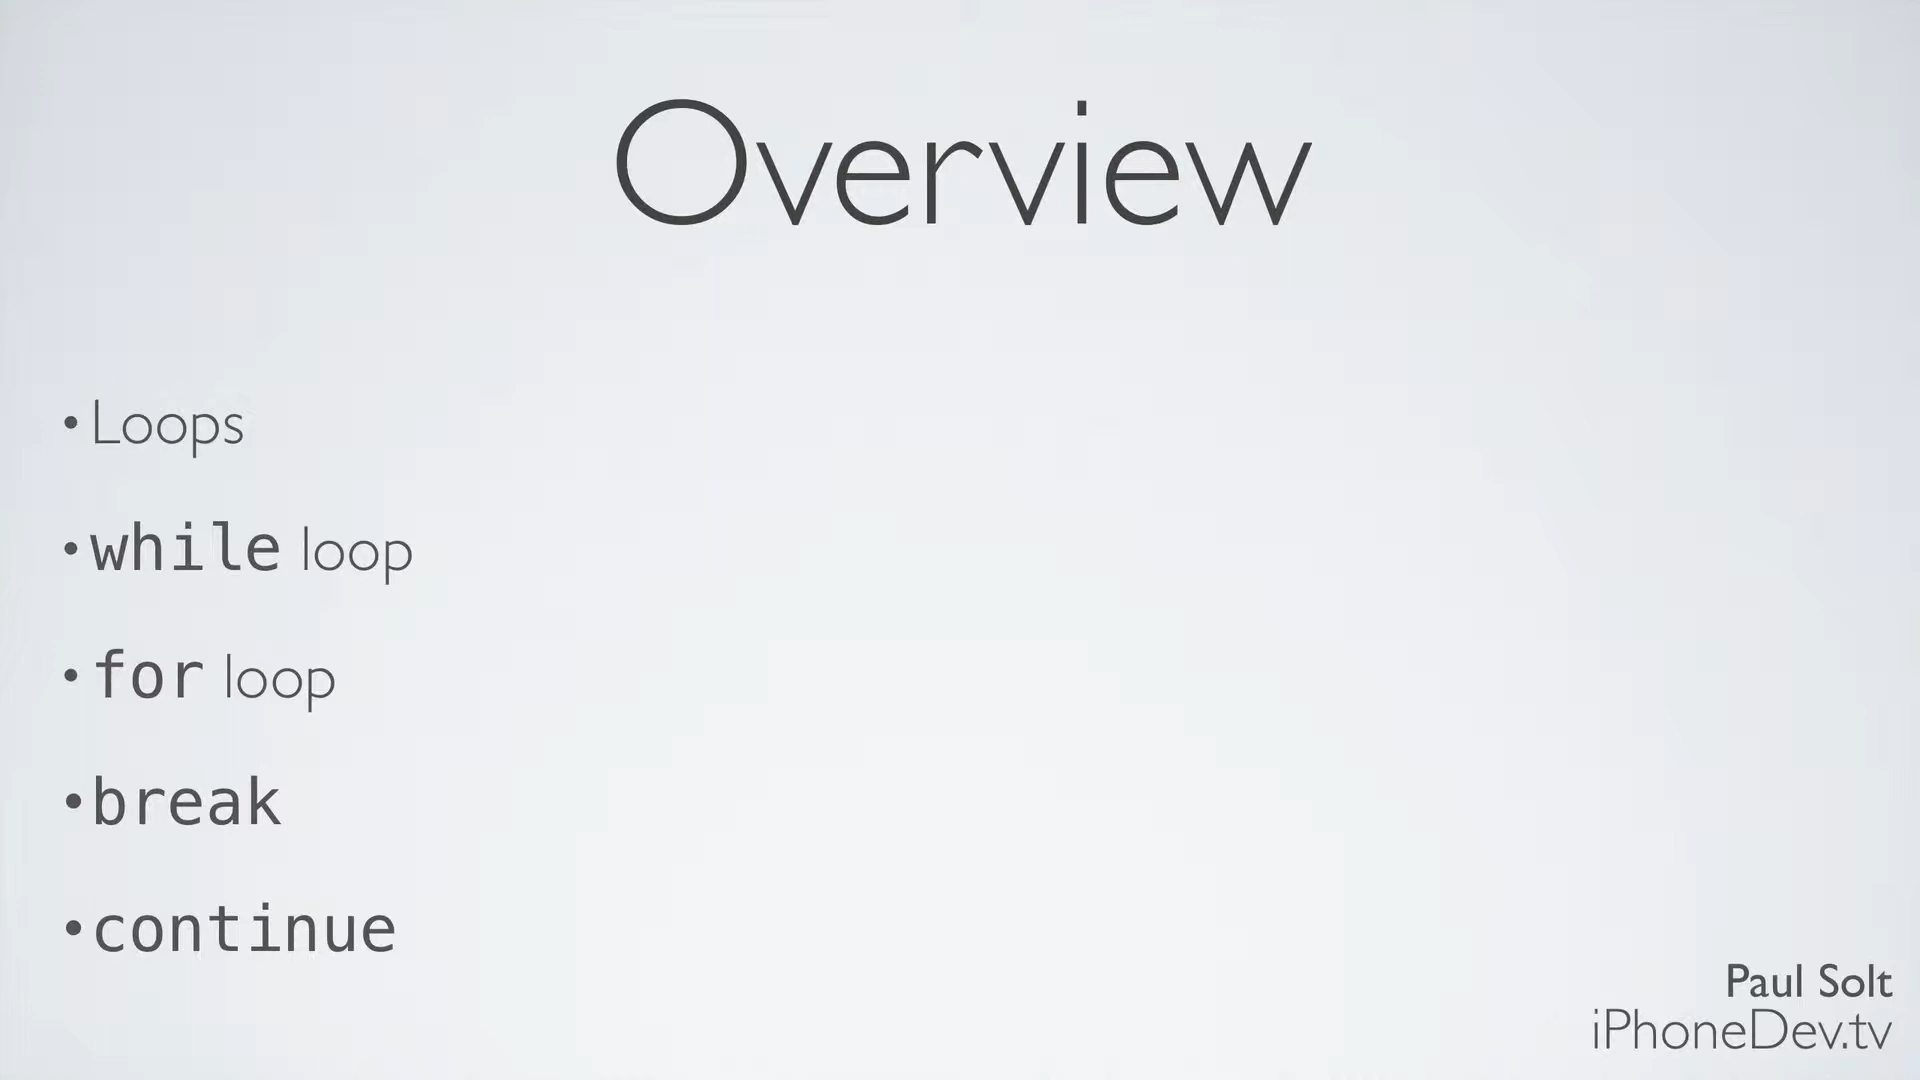 Overview
• Loops
• while loop
• for loop
• break
• continue
Paul Solt
iPhoneDev.tv